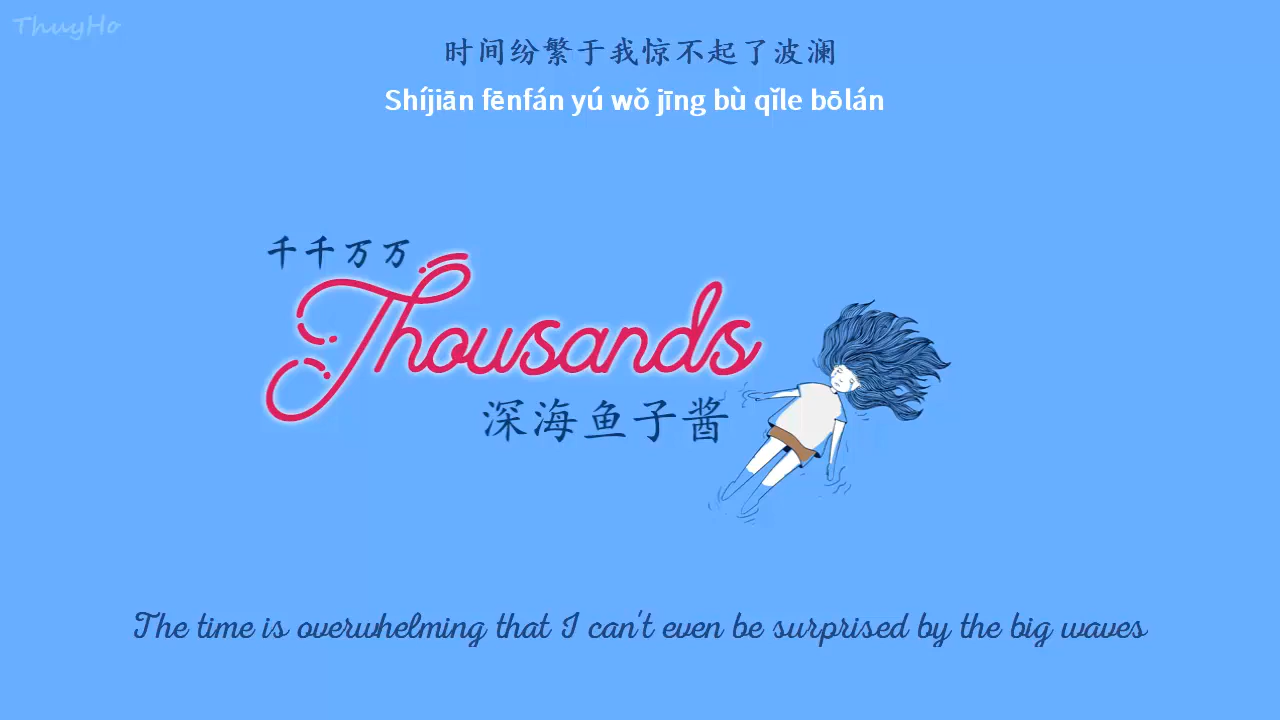 ThuyHo
时间纷繁于我惊不起了波澜
Shíjiān fēnfán yú wǒ jīng bù qǐle bōlán
千千万万
Thousands
深海鱼子酱
The time is overwhelming that I can't even be surprised by the big waves